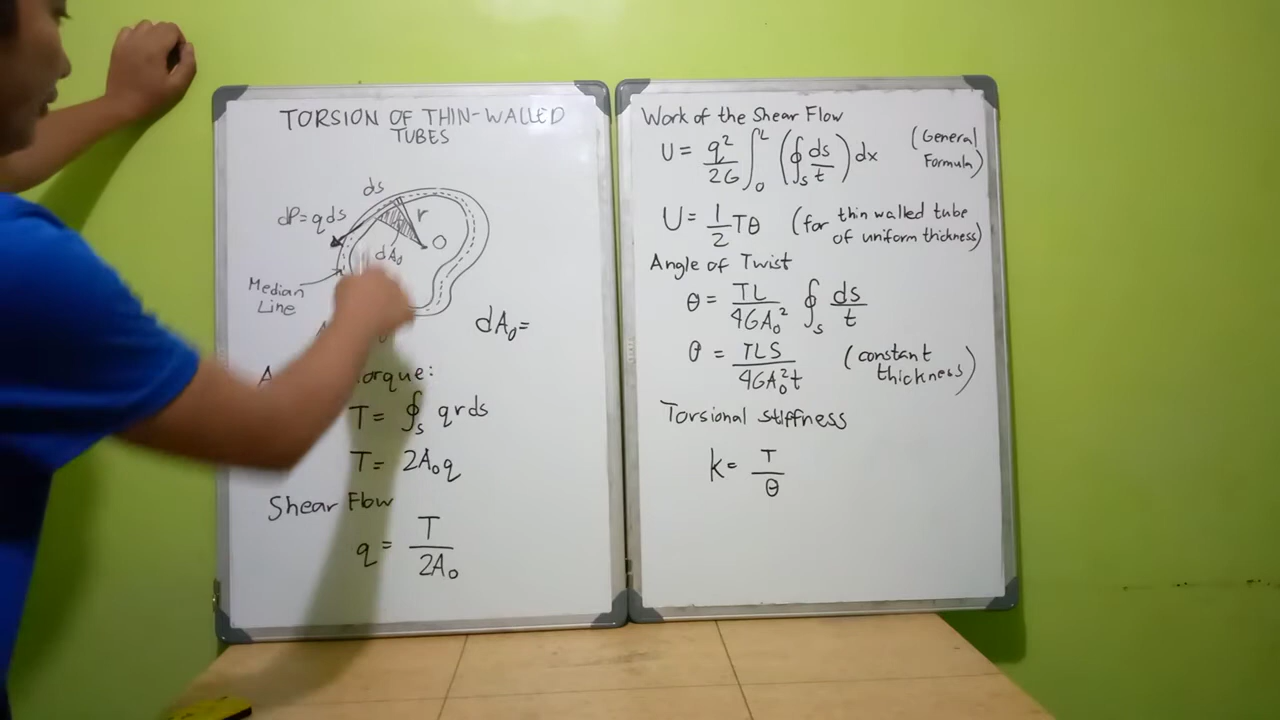 TORSION OF THIN-WALLED
TUBES
ds
dP=qds
r
O
dA₀
Median
Line
dA₀=
orque:
T= ∮ₛ qrds
T= 2A₀q
Shear Flow
q = T/2A₀
Work of the Shear Flow
U = q²/2G ∫₀ᴸ (∮ₛ ds/t) dx (General
Formula)
U = 1/2 Tθ (for thin walled tube
of uniform thickness)
Angle of Twist
θ = TL/4GA₀² ∮ₛ ds/t
θ = TLS/4GA₀²t (constant
thickness)
Torsional stiffness
k = T/θ